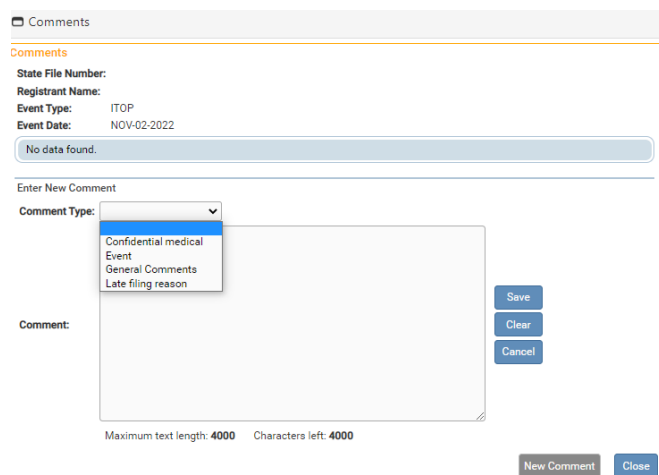 Comments
Comments
State File Number:
Registrant Name:
Event Type: ITOP
Event Date: NOV-02-2022
No data found.
Enter New Comment
Comment Type:
Confidential medical
Event
General Comments
Late filing reason
Save
Comment:
Clear
Cancel
Maximum text length: 4000 Characters left: 4000
New Comment Close